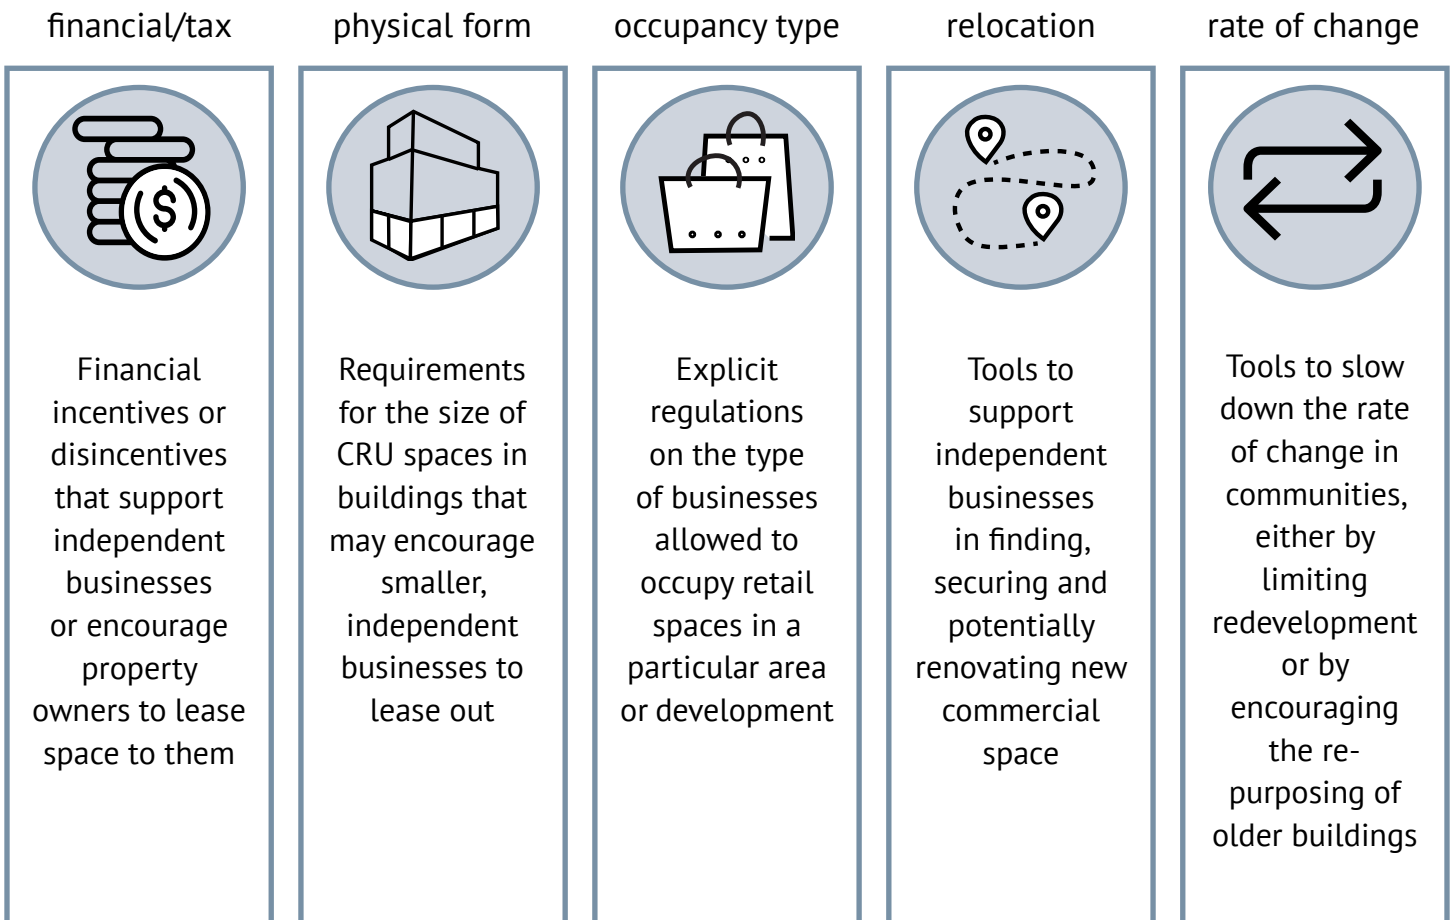 financial/tax
Financial
incentives or
disincentives
that support
independent
businesses
or encourage
property
owners to lease
space to them
physical form
Requirements
for the size of
CRU spaces in
buildings that
may encourage
smaller,
independent
businesses to
lease out
occupancy type
Explicit
regulations
on the type
of businesses
allowed to
occupy retail
spaces in a
particular area
or development
relocation
Tools to
support
independent
businesses
in finding,
securing and
potentially
renovating new
commercial
space
rate of change
Tools to slow
down the rate
of change in
communities,
either by
limiting
redevelopment
or by
encouraging
the re-
purposing of
older buildings
$